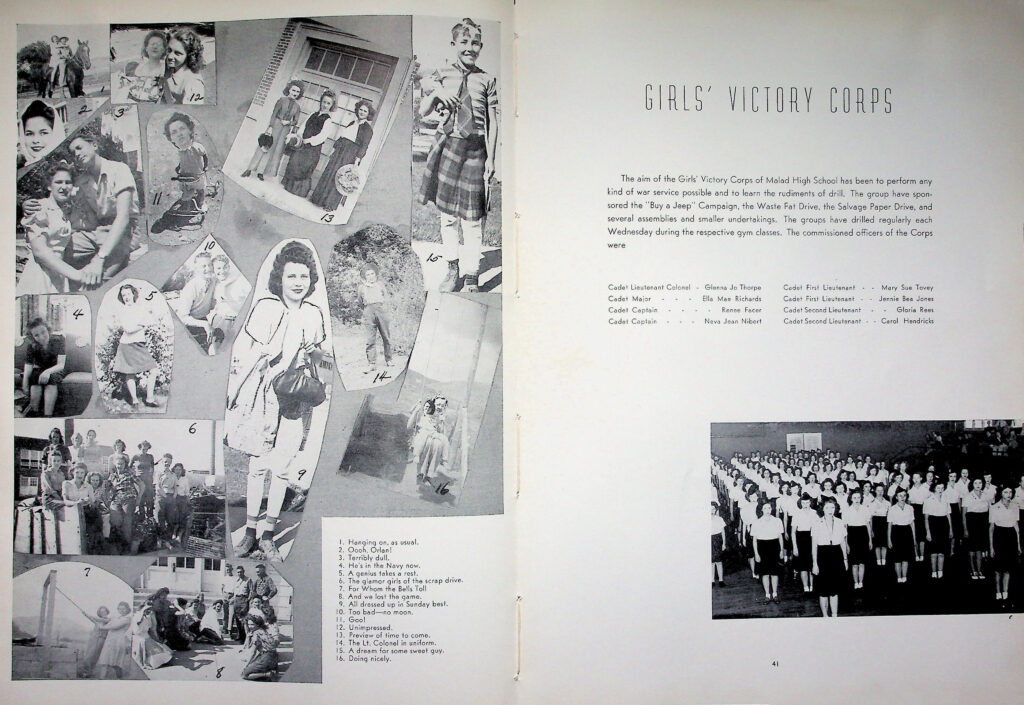 2
12
3
11
13
10
15
5
4
14
6
9
16
7
8
1. Hanging on, as usual.
2. Oooh, Orlan!
3. Terribly dull.
4. He's in the Navy now.
5. A genius takes a rest.
6. The glamor girls of the scrap drive.
7. For Whom the Bells Toll
8. And we lost the game.
9. All dressed up in Sunday best.
10. Too bad—no moon.
11. Goo!
12. Unimpressed.
13. Preview of time to come.
14. The Lt. Colonel in uniform.
15. A dream for some sweet guy.
16. Doing nicely.
GIRLS' VICTORY CORPS
The aim of the Girls' Victory Corps of Malad High School has been to perform any
kind of war service possible and to learn the rudiments of drill. The group have spon-
sored the "Buy a Jeep" Campaign, the Waste Fat Drive, the Salvage Paper Drive, and
several assemblies and smaller undertakings. The groups have drilled regularly each
Wednesday during the respective gym classes. The commissioned officers of the Corps
were
Cadet Lieutenant Colonel - Glenna Jo Thorpe
Cadet Major - - - Ella Mae Richards
Cadet Captain - - - - Renee Facer
Cadet Captain - - - - Neva Jean Nibert
Cadet First Lieutenant - - Mary Sue Tovey
Cadet First Lieutenant - - Jennie Bea Jones
Cadet Second Lieutenant - - Gloria Rees
Cadet Second Lieutenant - - Carol Hendricks
41